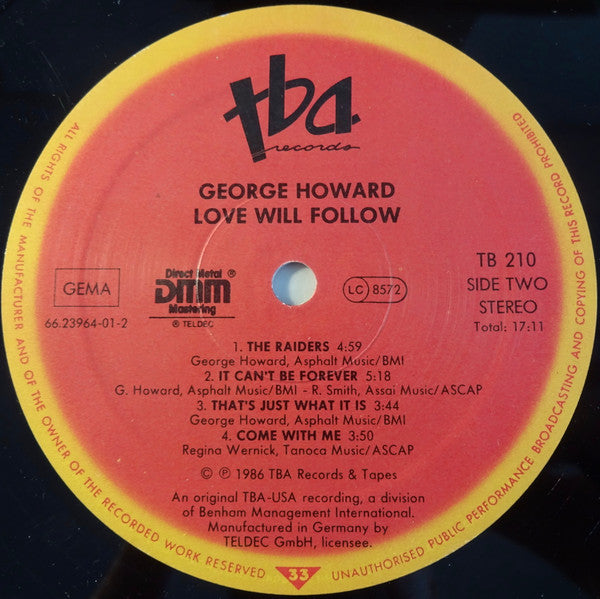 tba
records
GEORGE HOWARD
LOVE WILL FOLLOW
GEMA
66.23964-01-2
Direct Metal ®
DMM
Mastering
® TELDEC
LC 8572
TB 210
SIDE TWO
STEREO
Total: 17:11
1. THE RAIDERS 4:59
George Howard, Asphalt Music/BMI
2. IT CAN'T BE FOREVER 5:18
G. Howard, Asphalt Music/BMI - R. Smith, Assai Music/ASCAP
3. THAT'S JUST WHAT IT IS 3:44
George Howard, Asphalt Music/BMI
4. COME WITH ME 3:50
Regina Wernick, Tanoca Music/ASCAP
© ℗ 1986 TBA Records & Tapes
An original TBA-USA recording, a division
of Benham Management International.
Manufactured in Germany by
TELDEC GmbH, licensee.
ALL RIGHTS OF THE MANUFACTURER AND OF THE OWNER OF THE RECORDED WORK RESERVED
33
UNAUTHORISED PUBLIC PERFORMANCE BROADCASTING AND COPYING OF THIS RECORD PROHIBITED